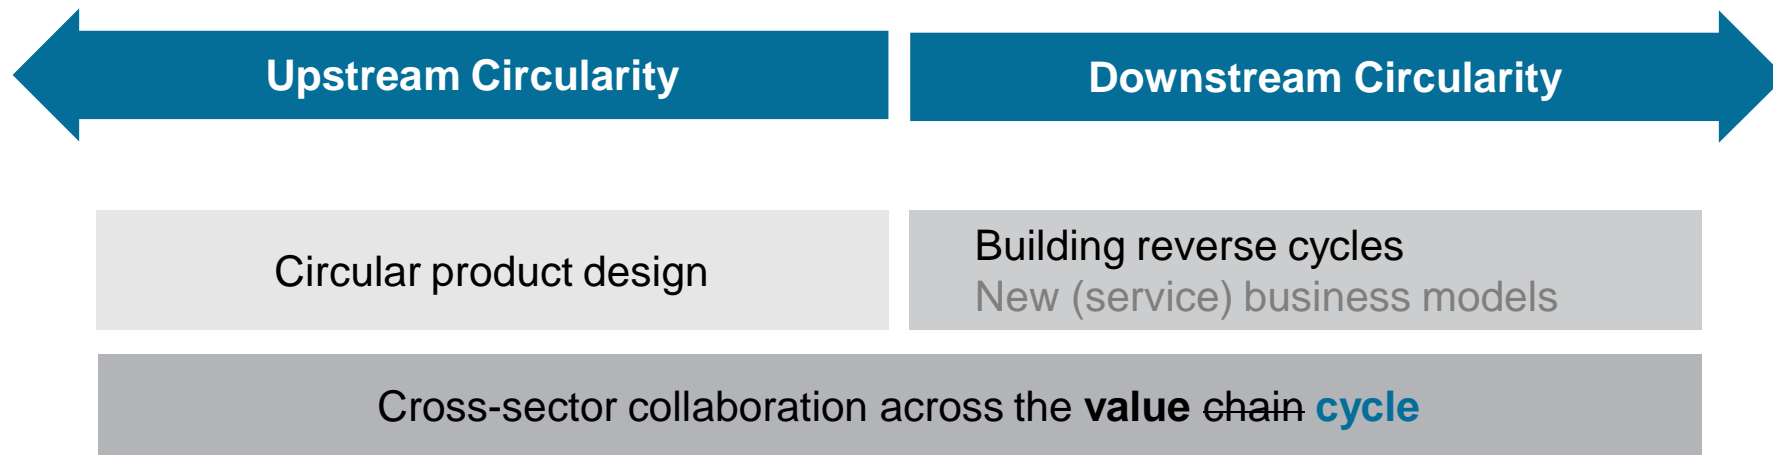 Upstream Circularity
Downstream Circularity
Circular product design
Building reverse cycles
New (service) business models
Cross-sector collaboration across the value chain cycle